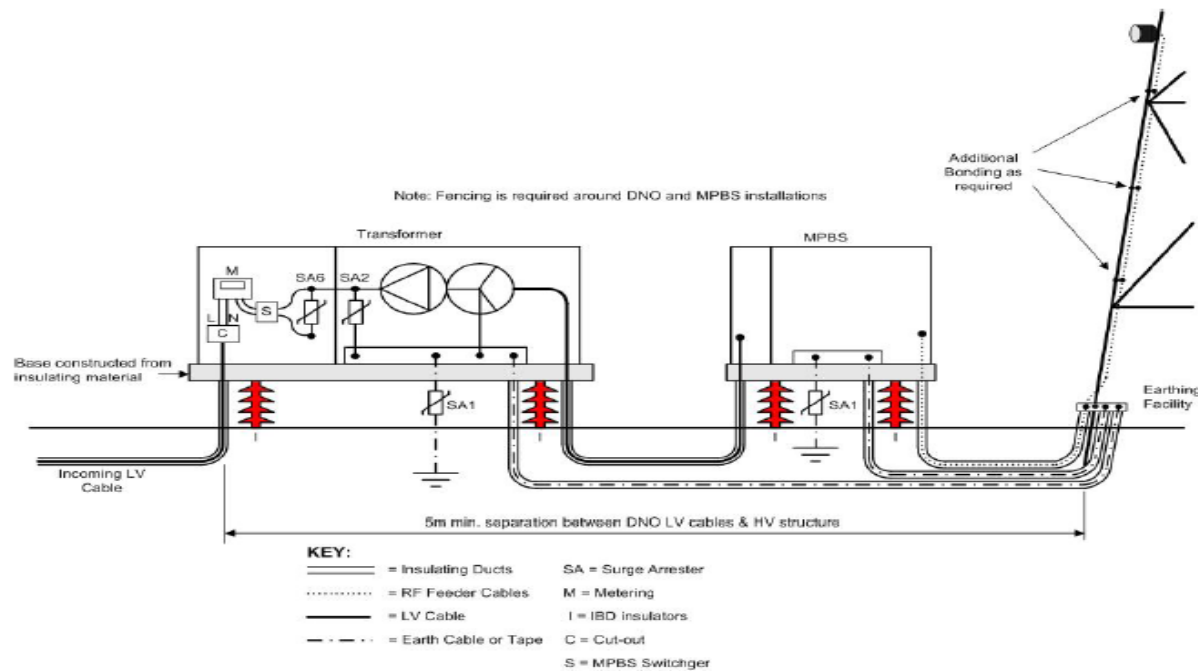 Additional
Bonding as
required
Note: Fencing is required around DNO and MPBS installations
Transformer
MPBS
M
SA6
SA2
S
L
N
C
Base constructed from
insulating material
SA1
SA1
Earthing
Facility
I
I
I
I
Incoming LV
Cable
5m min. separation between DNO LV cables & HV structure
KEY:
= Insulating Ducts
SA = Surge Arrester
= RF Feeder Cables
M = Metering
= LV Cable
I = IBD insulators
= Earth Cable or Tape
C = Cut-out
S = MPBS Switchger